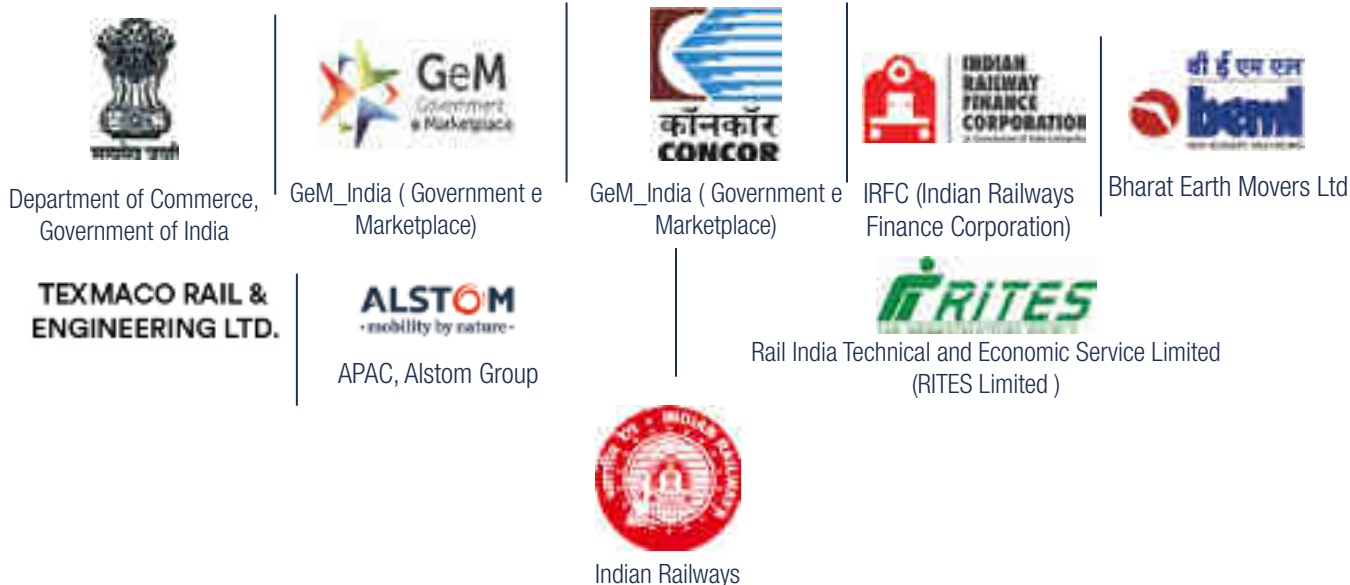 सत्यमेव जयते
GeM
Government
e Marketplace
कॉनकॉर
CONCOR
INDIAN
RAILWAY
FINANCE
CORPORATION
बी ई एम एल
beml
Department of Commerce,
Government of India
GeM_India ( Government e
Marketplace)
GeM_India ( Government e
Marketplace)
IRFC (Indian Railways
Finance Corporation)
Bharat Earth Movers Ltd
TEXMACO RAIL &
ENGINEERING LTD.
ALSTOM
•mobility by nature•
APAC, Alstom Group
RITES
Rail India Technical and Economic Service Limited
(RITES Limited )
भारतीय रेल • INDIAN RAILWAYS
Indian Railways